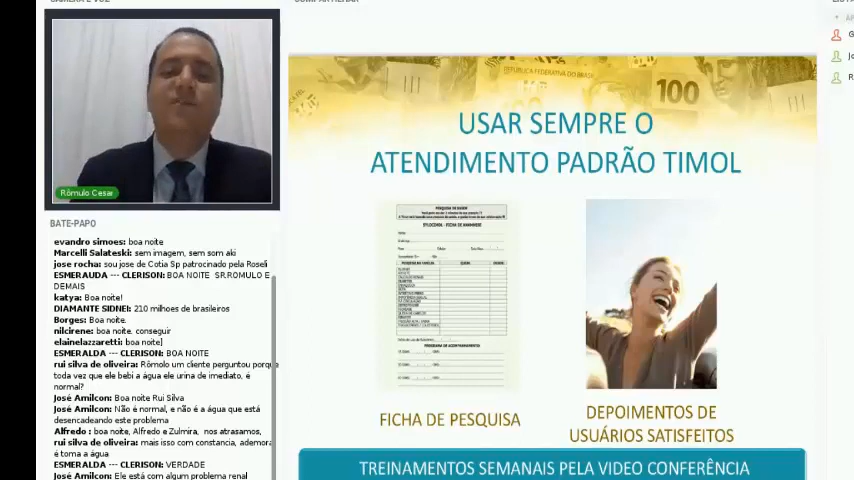 Rômulo Cesar
BATE-PAPO
evandro simoes: boa noite
Marcelli Salateski: sem imagem, sem som aki
jose rocha: sou jose de Cotia Sp patrocinado pela Roseli
ESMERAUDA --- CLERISON: BOA NOITE SR.ROMULO E
DEMAIS
katya: Boa noite!
DIAMANTE SIDNEI: 210 milhoes de brasileiros
Borges: Boa noite.
nilcirene: boa noite, conseguir
elainelazzaretti: boa noite]
ESMERALDA --- CLERISON: BOA NOITE
rui silva de oliveira: Rômulo um cliente perguntou porque
toda vez que ele bebi a água ele urina de imediato, é
normal?
José Amilcon: Boa noite Rui Silva
José Amilcon: Não é normal, e não é a água que está
desencadeando este problema
Alfredo : boa noite, Alfredo e Zulmira, nos atrasamos,
rui silva de oliveira: mais isso com constancia, ademora
é toma a água
ESMERALDA --- CLERISON: VERDADE
José Amilcon: Ele está com algum problema renal
REPUBLICA FEDERATIVA DO BRASIL
100
USAR SEMPRE O
ATENDIMENTO PADRÃO TIMOL
FICHA DE PESQUISA
DEPOIMENTOS DE
USUÁRIOS SATISFEITOS
TREINAMENTOS SEMANAIS PELA VIDEO CONFERÊNCIA